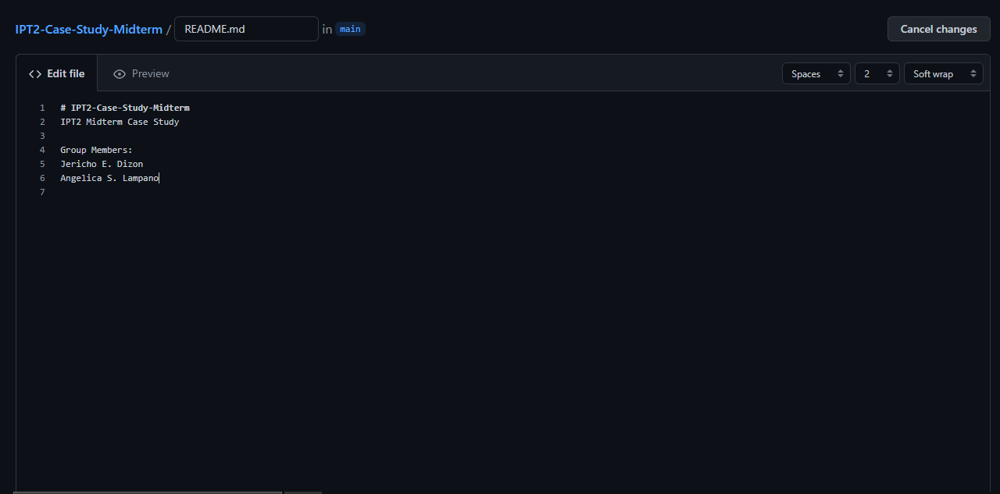 IPT2-Case-Study-Midterm / README.md in main Cancel changes
Edit file Preview Spaces 2 Soft wrap
1 # IPT2-Case-Study-Midterm
2 IPT2 Midterm Case Study
3
4 Group Members:
5 Jericho E. Dizon
6 Angelica S. Lampano
7